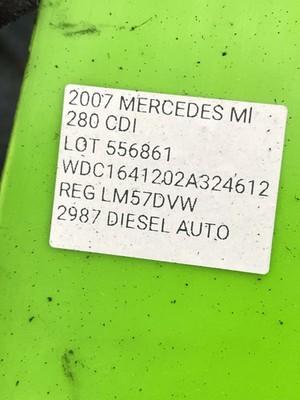 2007 MERCEDES MI
280 CDI
LOT 556861
WDC1641202A324612
REG LM57DVW
2987 DIESEL AUTO